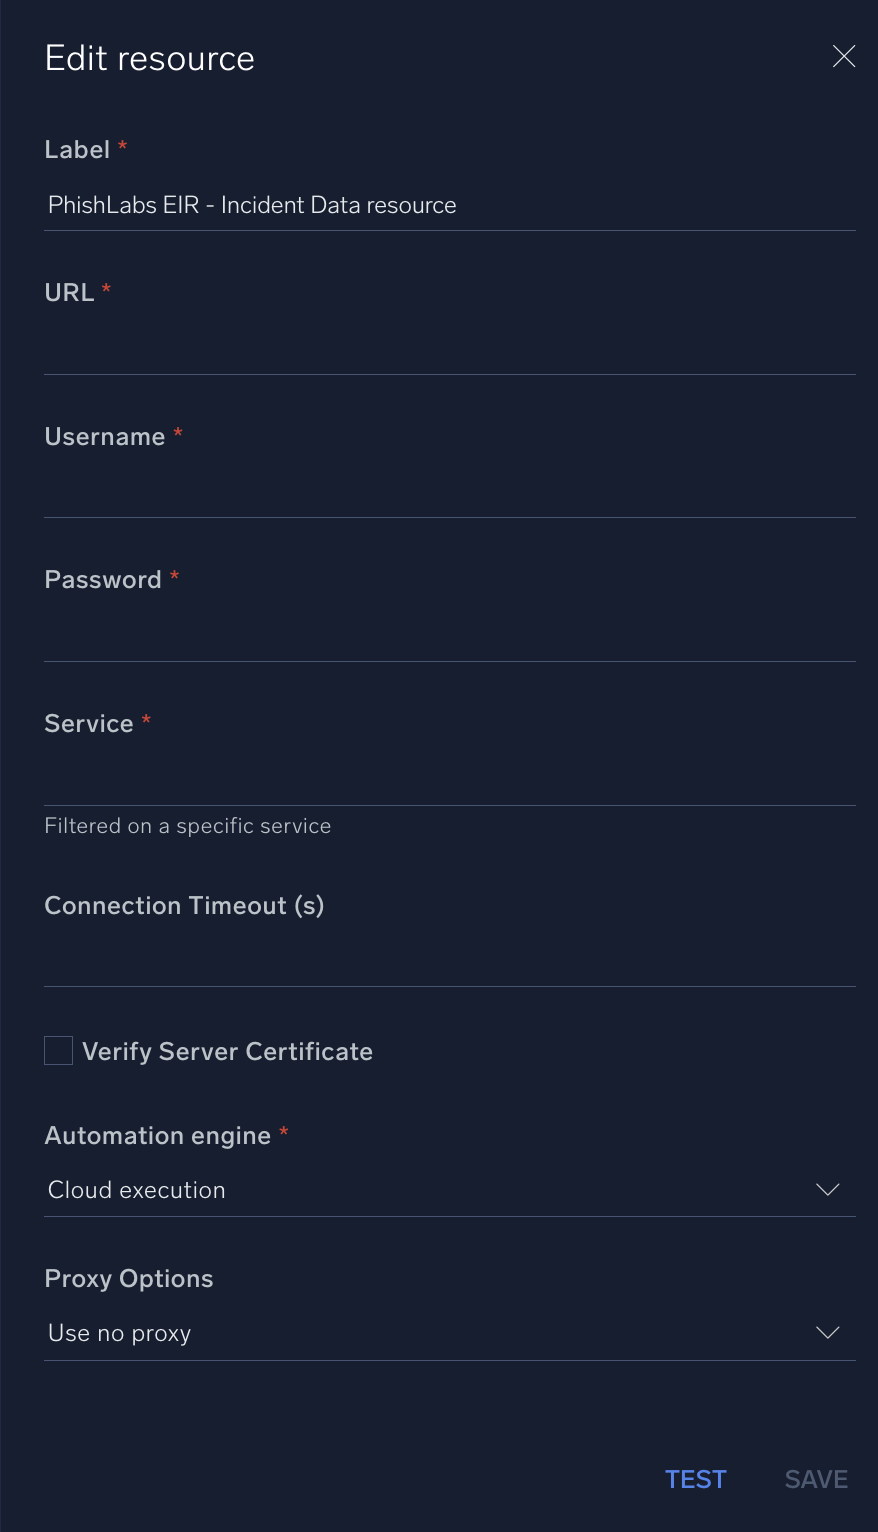 Edit resource
Label *
PhishLabs EIR - Incident Data resource
URL *
Username *
Password *
Service *
Filtered on a specific service
Connection Timeout (s)
Verify Server Certificate
Automation engine *
Cloud execution
Proxy Options
Use no proxy
TEST SAVE